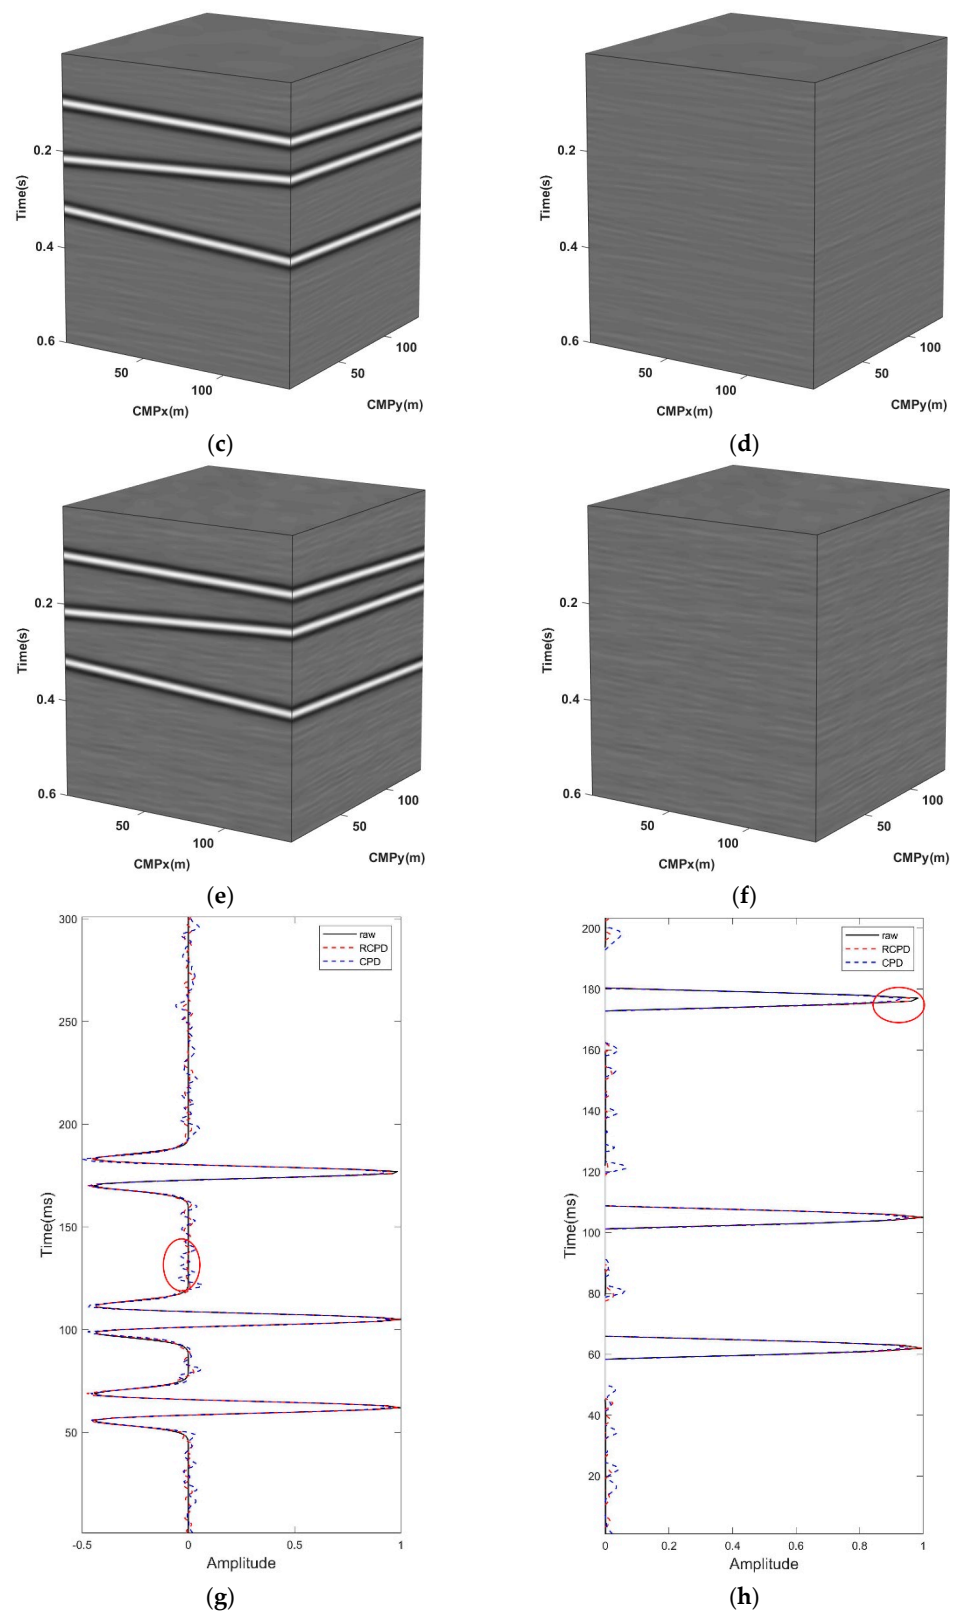 0.2
Time(s)
0.4
0.6
50
100
CMPx(m)
100
50
CMPy(m)
(c)
0.2
Time(s)
0.4
0.6
50
100
CMPx(m)
100
50
CMPy(m)
(d)
0.2
Time(s)
0.4
0.6
50
100
CMPx(m)
100
50
CMPy(m)
(e)
0.2
Time(s)
0.4
0.6
50
100
CMPx(m)
100
50
CMPy(m)
(f)
raw
RCPD
CPD
300
250
200
150
100
50
Time(ms)
-0.5 0 0.5 1
Amplitude
(g)
raw
RCPD
CPD
200
180
160
140
120
100
80
60
40
20
Time(ms)
0 0.2 0.4 0.6 0.8 1
Amplitude
(h)